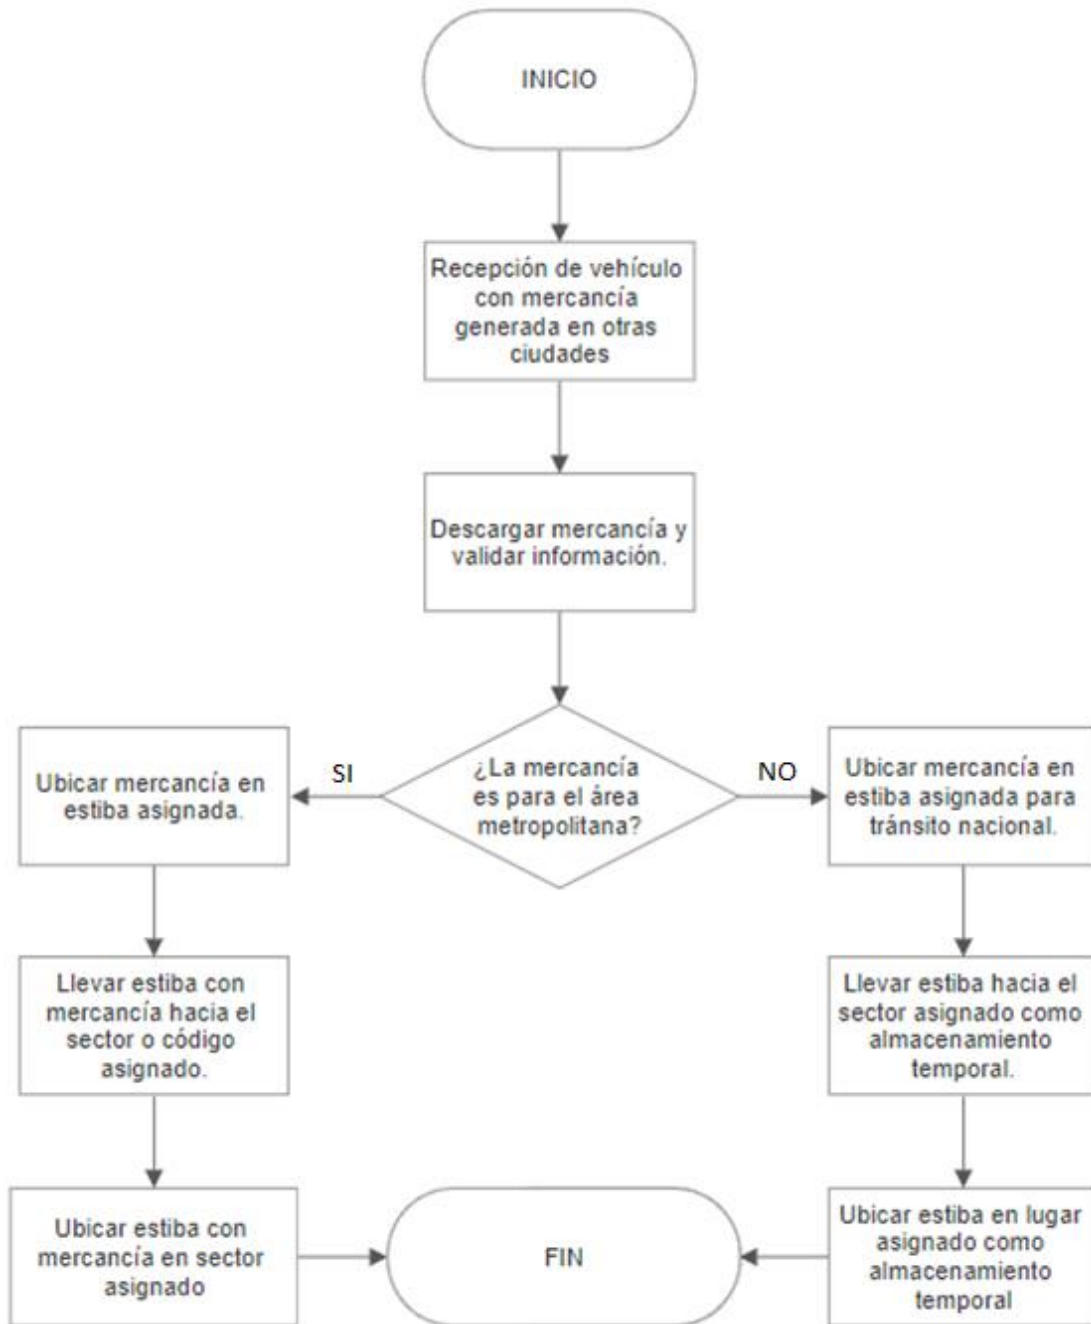 INICIO
Recepción de vehículo
con mercancía
generada en otras
ciudades
Descargar mercancía y
validar información.
¿La mercancía
es para el área
metropolitana?
SI
NO
Ubicar mercancía en
estiba asignada.
Ubicar mercancía en
estiba asignada para
tránsito nacional.
Llevar estiba con
mercancía hacia el
sector o código
asignado.
Llevar estiba hacia el
sector asignado como
almacenamiento
temporal.
Ubicar estiba con
mercancía en sector
asignado
Ubicar estiba en lugar
asignado como
almacenamiento
temporal
FIN